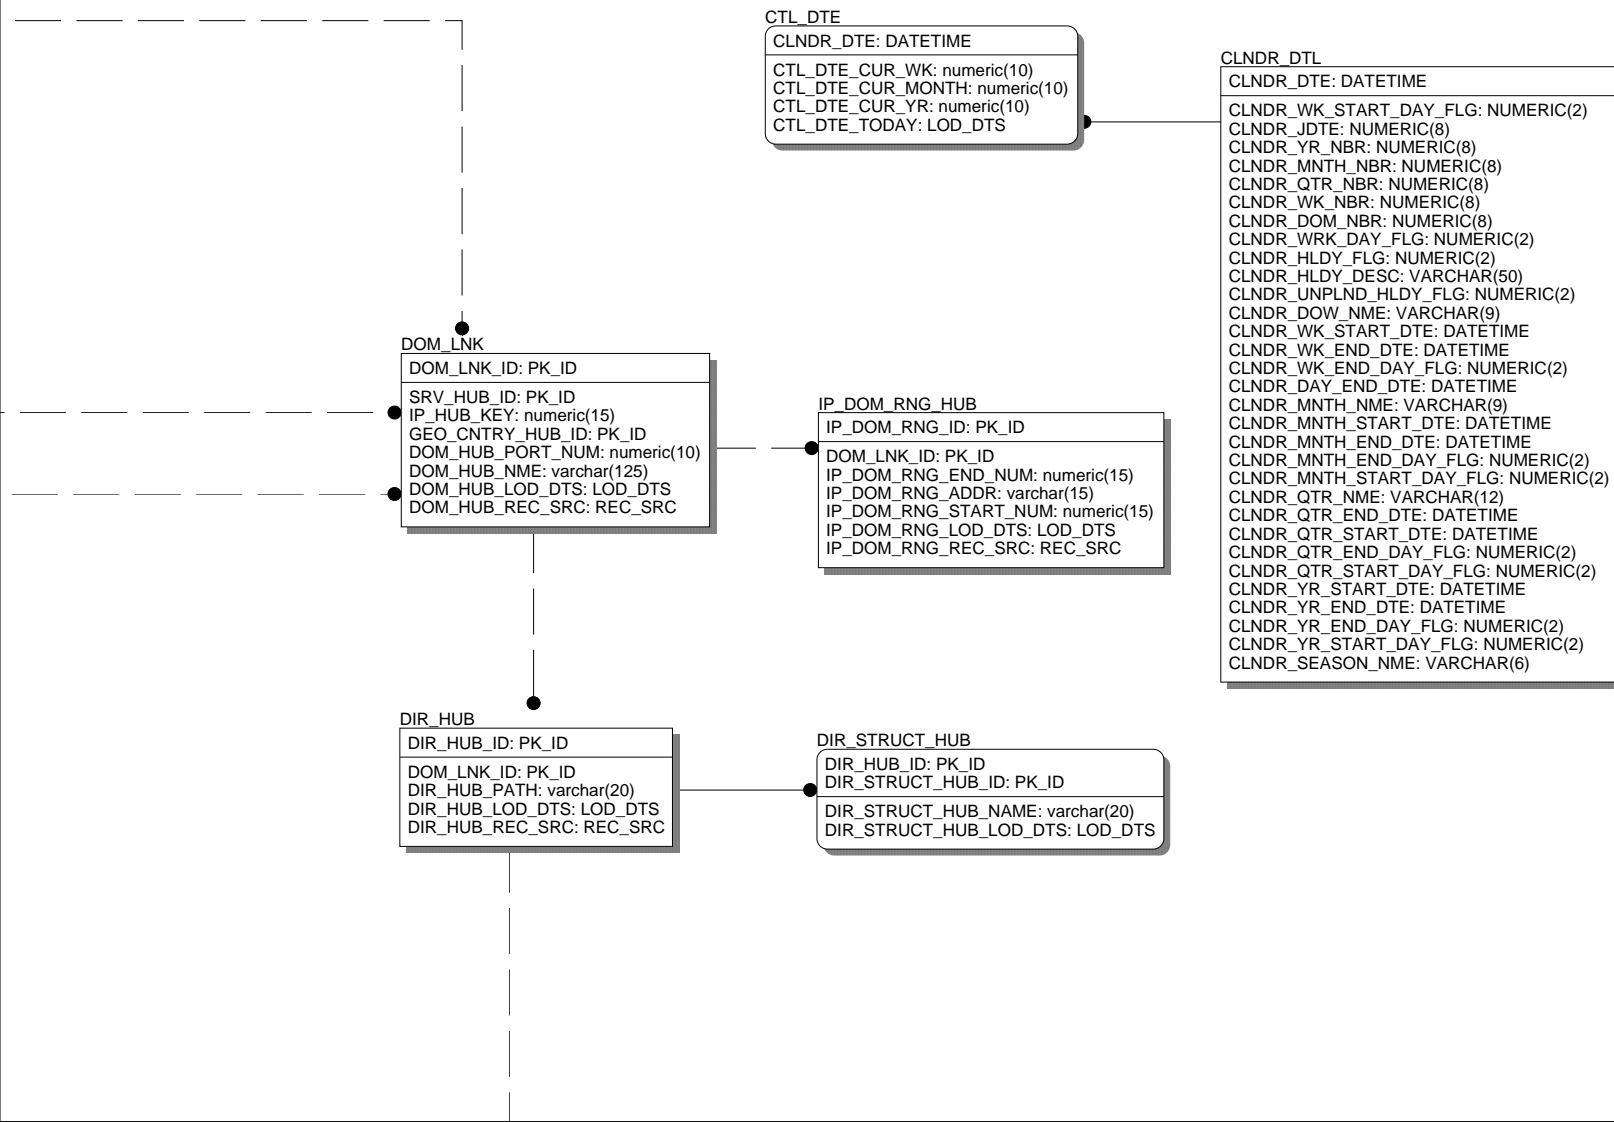 CTL_DTE
CLNDR_DTE: DATETIME
CTL_DTE_CUR_WK: numeric(10)
CTL_DTE_CUR_MONTH: numeric(10)
CTL_DTE_CUR_YR: numeric(10)
CTL_DTE_TODAY: LOD_DTS
CLNDR_DTL
CLNDR_DTE: DATETIME
CLNDR_WK_START_DAY_FLG: NUMERIC(2)
CLNDR_JDTE: NUMERIC(8)
CLNDR_YR_NBR: NUMERIC(8)
CLNDR_MNTH_NBR: NUMERIC(8)
CLNDR_QTR_NBR: NUMERIC(8)
CLNDR_WK_NBR: NUMERIC(8)
CLNDR_DOM_NBR: NUMERIC(8)
CLNDR_WRK_DAY_FLG: NUMERIC(2)
CLNDR_HLDY_FLG: NUMERIC(2)
CLNDR_HLDY_DESC: VARCHAR(50)
CLNDR_UNPLND_HLDY_FLG: NUMERIC(2)
CLNDR_DOW_NME: VARCHAR(9)
CLNDR_WK_START_DTE: DATETIME
CLNDR_WK_END_DTE: DATETIME
CLNDR_WK_END_DAY_FLG: NUMERIC(2)
CLNDR_DAY_END_DTE: DATETIME
CLNDR_MNTH_NME: VARCHAR(9)
CLNDR_MNTH_START_DTE: DATETIME
CLNDR_MNTH_END_DTE: DATETIME
CLNDR_MNTH_END_DAY_FLG: NUMERIC(2)
CLNDR_MNTH_START_DAY_FLG: NUMERIC(2)
CLNDR_QTR_NME: VARCHAR(12)
CLNDR_QTR_END_DTE: DATETIME
CLNDR_QTR_START_DTE: DATETIME
CLNDR_QTR_END_DAY_FLG: NUMERIC(2)
CLNDR_QTR_START_DAY_FLG: NUMERIC(2)
CLNDR_YR_START_DTE: DATETIME
CLNDR_YR_END_DTE: DATETIME
CLNDR_YR_END_DAY_FLG: NUMERIC(2)
CLNDR_YR_START_DAY_FLG: NUMERIC(2)
CLNDR_SEASON_NME: VARCHAR(6)
DOM_LNK
DOM_LNK_ID: PK_ID
SRV_HUB_ID: PK_ID
IP_HUB_KEY: numeric(15)
GEO_CNTRY_HUB_ID: PK_ID
DOM_HUB_PORT_NUM: numeric(10)
DOM_HUB_NME: varchar(125)
DOM_HUB_LOD_DTS: LOD_DTS
DOM_HUB_REC_SRC: REC_SRC
IP_DOM_RNG_HUB
IP_DOM_RNG_ID: PK_ID
DOM_LNK_ID: PK_ID
IP_DOM_RNG_END_NUM: numeric(15)
IP_DOM_RNG_ADDR: varchar(15)
IP_DOM_RNG_START_NUM: numeric(15)
IP_DOM_RNG_LOD_DTS: LOD_DTS
IP_DOM_RNG_REC_SRC: REC_SRC
DIR_HUB
DIR_HUB_ID: PK_ID
DOM_LNK_ID: PK_ID
DIR_HUB_PATH: varchar(20)
DIR_HUB_LOD_DTS: LOD_DTS
DIR_HUB_REC_SRC: REC_SRC
DIR_STRUCT_HUB
DIR_HUB_ID: PK_ID
DIR_STRUCT_HUB_ID: PK_ID
DIR_STRUCT_HUB_NAME: varchar(20)
DIR_STRUCT_HUB_LOD_DTS: LOD_DTS